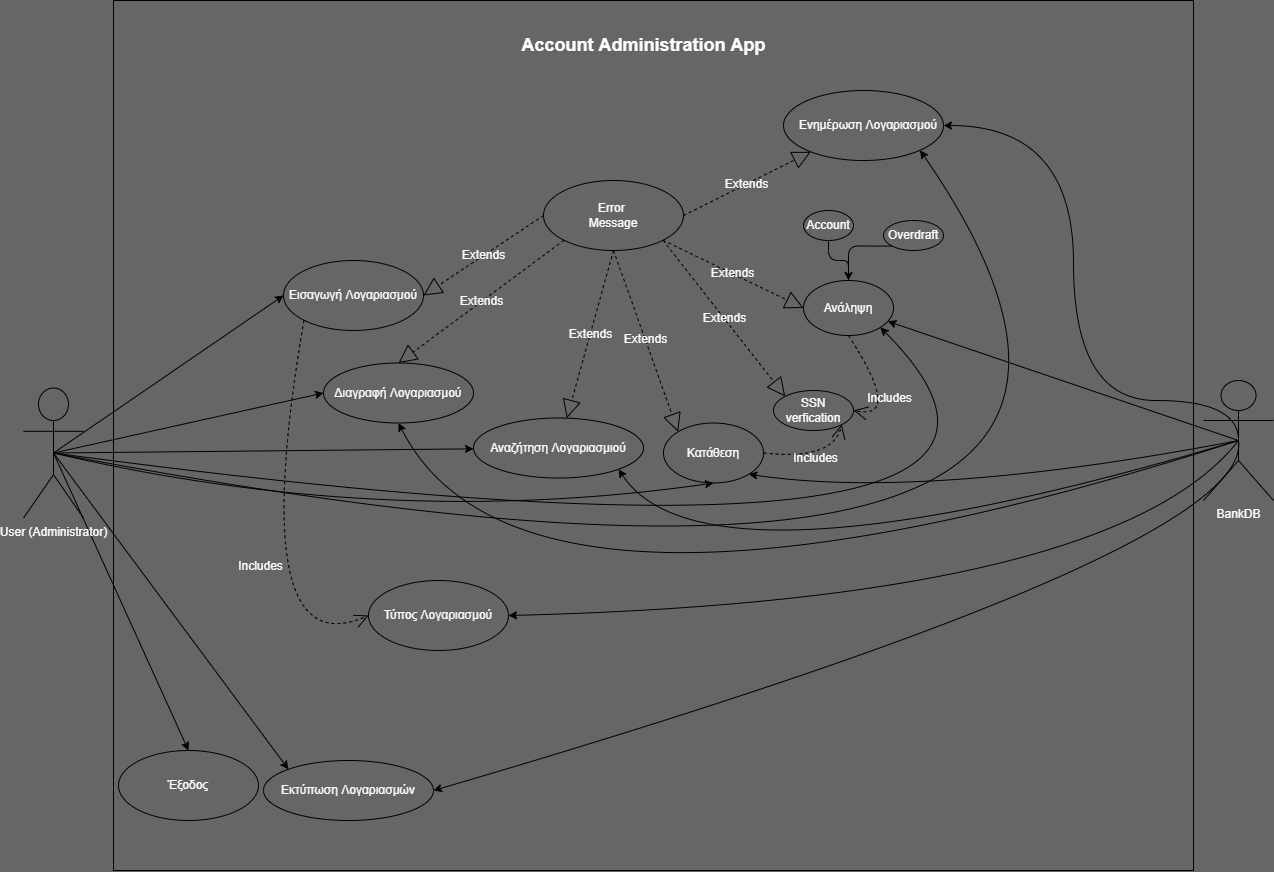 Account Administration App
Ενημέρωση Λογαριασμού
Extends
Error
Message
Account
Overdraft
Extends
Extends
Εισαγωγή Λογαριασμού
Extends
Ανάληψη
Extends
Extends
Extends
Διαγραφή Λογαριασμού
SSN
verfication
Includes
Αναζήτηση Λογαριασμιού
Κατάθεση
Includes
User (Administrator)
BankDB
Includes
Τύπος Λογαριασμού
Έξοδος
Εκτύπωση Λογαριασμών